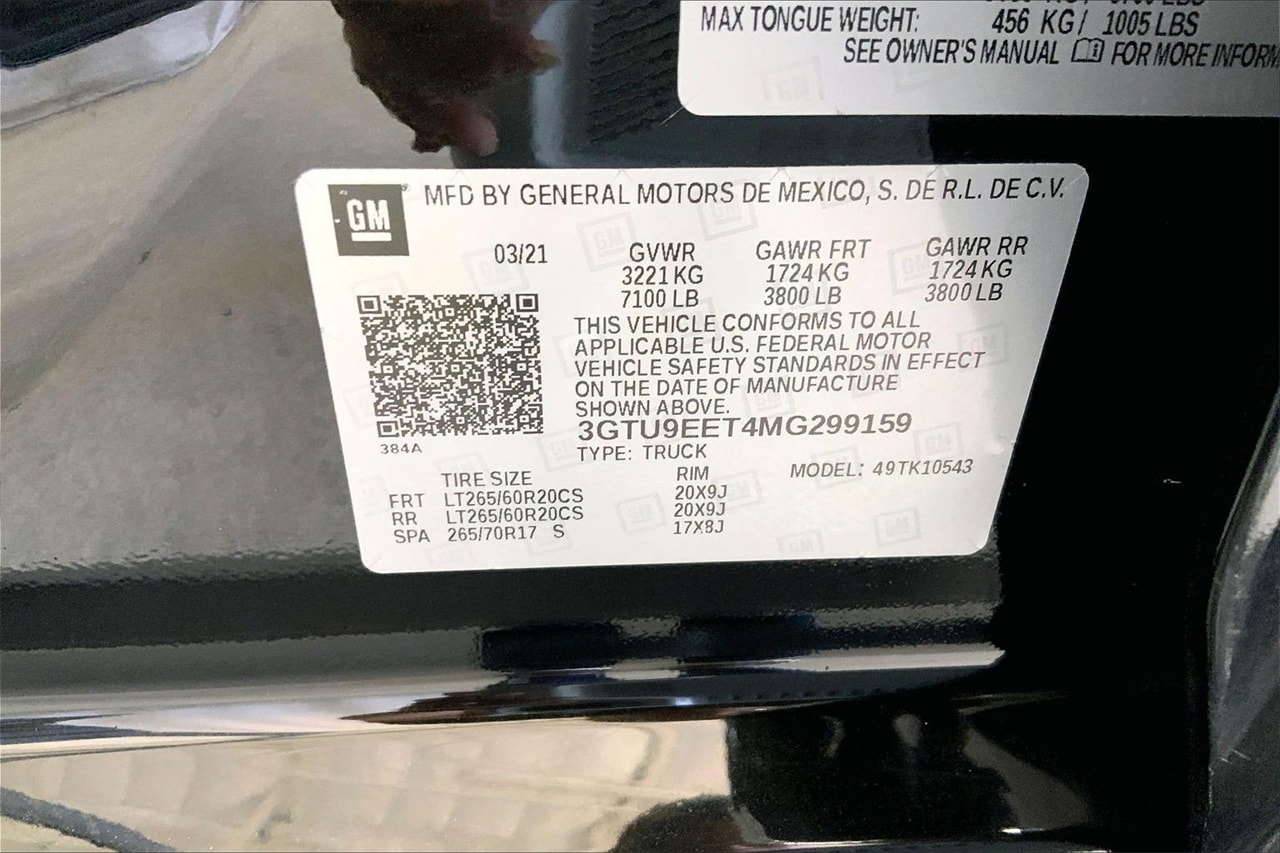 MAX TONGUE WEIGHT: 456 KG/ 1005 LBS
SEE OWNER'S MANUAL FOR MORE INFORM
GM
MFD BY GENERAL MOTORS DE MEXICO, S. DE R.L. DE C.V.
03/21 GVWR GAWR FRT GAWR RR
3221 KG 1724 KG 1724 KG
7100 LB 3800 LB 3800 LB
THIS VEHICLE CONFORMS TO ALL
APPLICABLE U.S. FEDERAL MOTOR
VEHICLE SAFETY STANDARDS IN EFFECT
ON THE DATE OF MANUFACTURE
SHOWN ABOVE.
3GTU9EET4MG299159
384A
TYPE: TRUCK
MODEL: 49TK10543
TIRE SIZE RIM
FRT LT265/60R20CS 20X9J
RR LT265/60R20CS 20X9J
SPA 265/70R17 S 17X8J